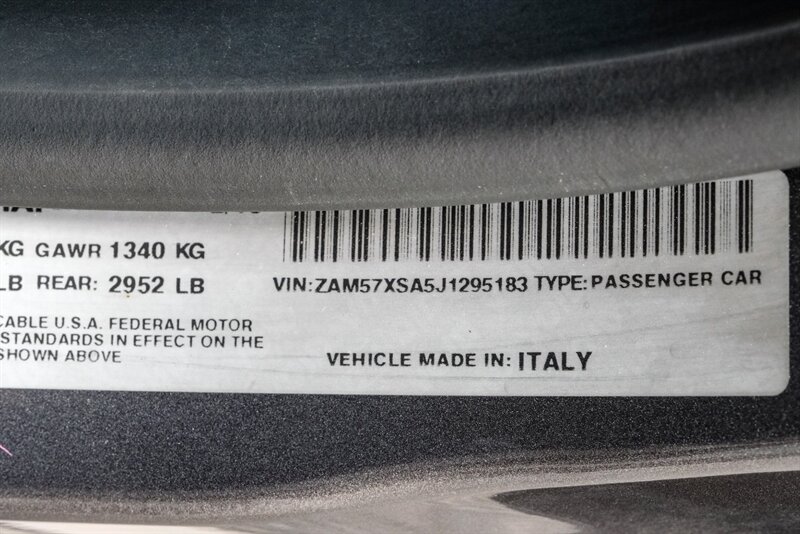 KG GAWR 1340 KG
LB REAR: 2952 LB
VIN:ZAM57XSA5J1295183 TYPE:PASSENGER CAR
CABLE U.S.A. FEDERAL MOTOR
STANDARDS IN EFFECT ON THE
SHOWN ABOVE
VEHICLE MADE IN: ITALY